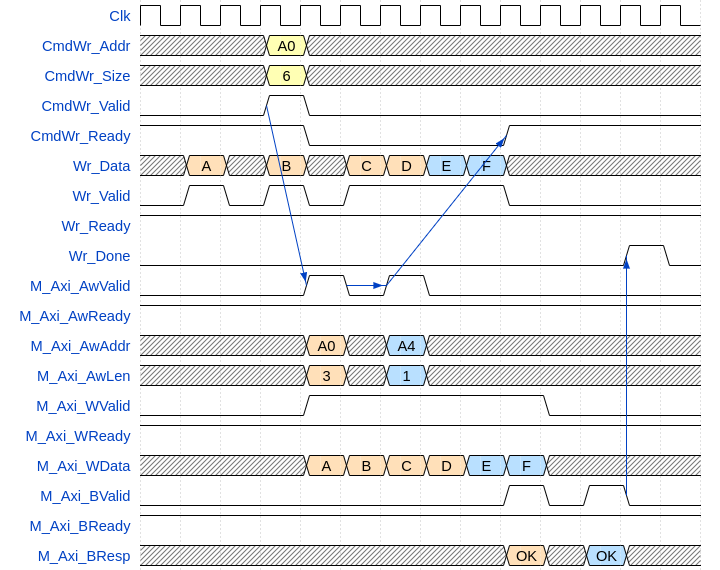 Clk
CmdWr_Addr A0
CmdWr_Size 6
CmdWr_Valid
CmdWr_Ready
Wr_Data A B C D E F
Wr_Valid
Wr_Ready
Wr_Done
M_Axi_AwValid
M_Axi_AwReady
M_Axi_AwAddr A0 A4
M_Axi_AwLen 3 1
M_Axi_WValid
M_Axi_WReady
M_Axi_WData A B C D E F
M_Axi_BValid
M_Axi_BReady
M_Axi_BResp OK OK